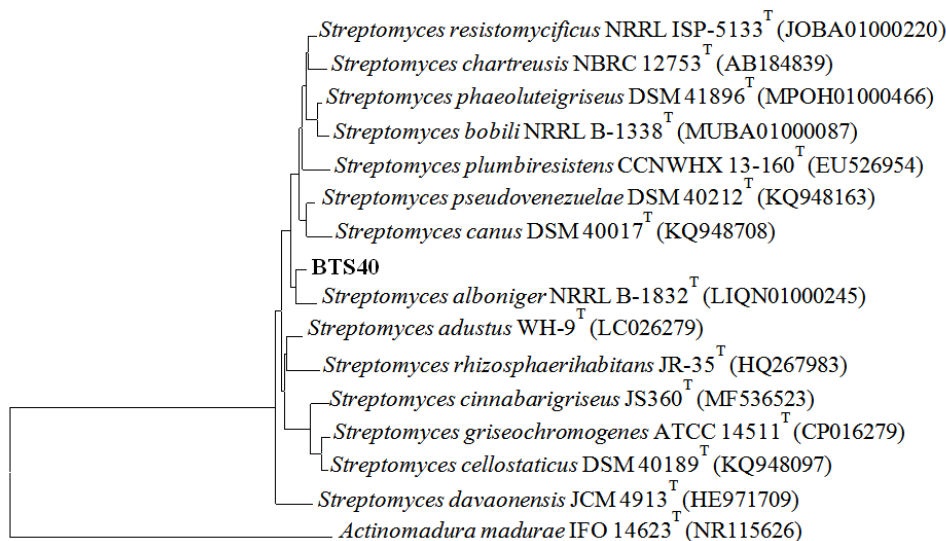 Streptomyces resistomycificus NRRL ISP-5133T (JOBA01000220)
Streptomyces chartreusis NBRC 12753T (AB184839)
Streptomyces phaeoluteigriseus DSM 41896T (MPOH01000466)
Streptomyces bobili NRRL B-1338T (MUBA01000087)
Streptomyces plumbiresistens CCNWHX 13-160T (EU526954)
Streptomyces pseudovenezuelae DSM 40212T (KQ948163)
Streptomyces canus DSM 40017T (KQ948708)
BTS40
Streptomyces alboniger NRRL B-1832T (LIQN01000245)
Streptomyces adustus WH-9T (LC026279)
Streptomyces rhizosphaerihabitans JR-35T (HQ267983)
Streptomyces cinnabarigriseus JS360T (MF536523)
Streptomyces griseochromogenes ATCC 14511T (CP016279)
Streptomyces cellostaticus DSM 40189T (KQ948097)
Streptomyces davaonensis JCM 4913T (HE971709)
Actinomadura madurae IFO 14623T (NR115626)